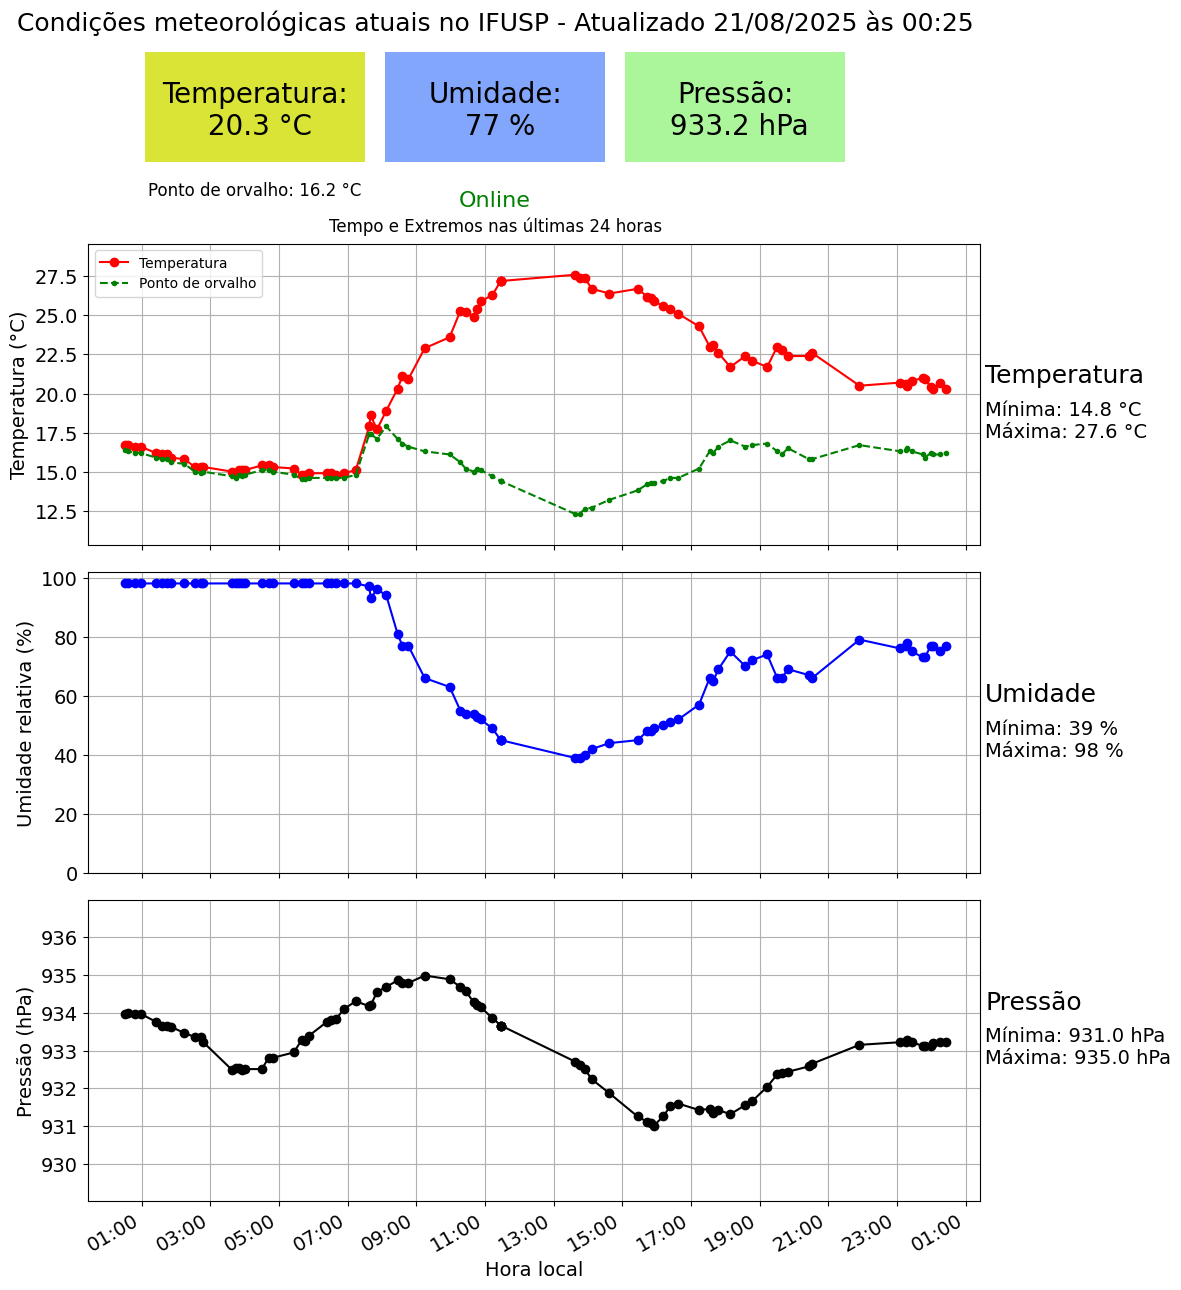 Condições meteorológicas atuais no IFUSP - Atualizado 21/08/2025 às 00:25
Temperatura:
20.3 °C
Umidade:
77 %
Pressão:
933.2 hPa
Ponto de orvalho: 16.2 °C
Online
Tempo e Extremos nas últimas 24 horas
Temperatura
Ponto de orvalho
Temperatura (°C)
27.5
25.0
22.5
20.0
17.5
15.0
12.5
Temperatura
Mínima: 14.8 °C
Máxima: 27.6 °C
Umidade relativa (%)
100
80
60
40
20
0
Umidade
Mínima: 39 %
Máxima: 98 %
Pressão (hPa)
936
935
934
933
932
931
930
Pressão
Mínima: 931.0 hPa
Máxima: 935.0 hPa
01:00
03:00
05:00
07:00
09:00
11:00
13:00
15:00
17:00
19:00
21:00
23:00
01:00
Hora local